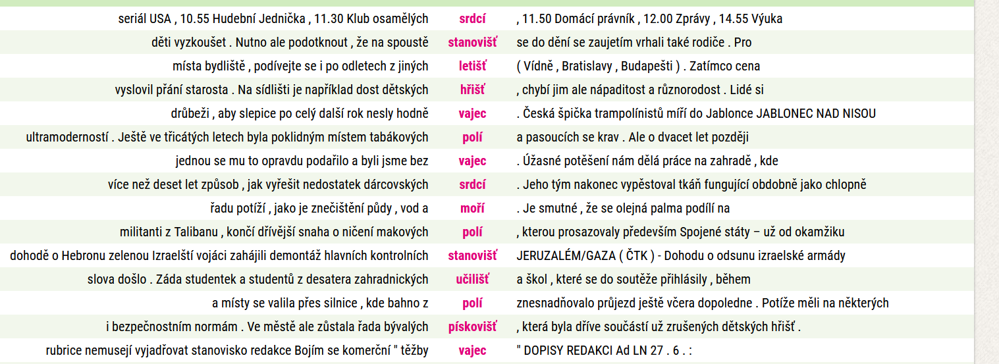 seriál USA , 10.55 Hudební Jednička , 11.30 Klub osamělých srdcí , 11.50 Domácí právník , 12.00 Zprávy , 14.55 Výuka
děti vyzkoušet . Nutno ale podotknout , že na spoustě stanovišť se do dění se zaujetím vrhali také rodiče . Pro
místa bydliště , podívejte se i po odletech z jiných letišť ( Vídně , Bratislavy , Budapešti ) . Zatímco cena
vyslovil přání starosta . Na sídlišti je například dost dětských hřišť , chybí jim ale nápaditost a různorodost . Lidé si
drůbeži , aby slepice po celý další rok nesly hodně vajec . Česká špička trampolínistů míří do Jablonce JABLONEC NAD NISOU
ultramoderností . Ještě ve třicátých letech byla poklidným místem tabákových polí a pasoucích se krav . Ale o dvacet let později
jednou se mu to opravdu podařilo a byli jsme bez vajec . Úžasné potěšení nám dělá práce na zahradě , kde
více než deset let způsob , jak vyřešit nedostatek dárcovských srdcí . Jeho tým nakonec vypěstoval tkáň fungující obdobně jako chlopně
řadu potíží , jako je znečištění půdy , vod a moří . Je smutné , že se olejná palma podílí na
militanti z Talibanu , končí dřívější snaha o ničení makových polí , kterou prosazovaly především Spojené státy – už od okamžiku
dohodě o Hebronu zelenou Izraelští vojáci zahájili demontáž hlavních kontrolních stanovišť JERUZALÉM/GAZA ( ČTK ) - Dohodu o odsunu izraelské armády
slova došlo . Záda studentek a studentů z desatera zahradnických učilišť a škol , které se do soutěže přihlásily , během
a místy se valila přes silnice , kde bahno z polí znesnadňovalo průjezd ještě včera dopoledne . Potíže měli na některých
i bezpečnostním normám . Ve městě ale zůstala řada bývalých pískovišť , která byla dříve součástí už zrušených dětských hřišť .
rubrice nemusejí vyjadřovat stanovisko redakce Bojím se komerční " těžby vajec " DOPISY REDAKCI Ad LN 27 . 6 . :